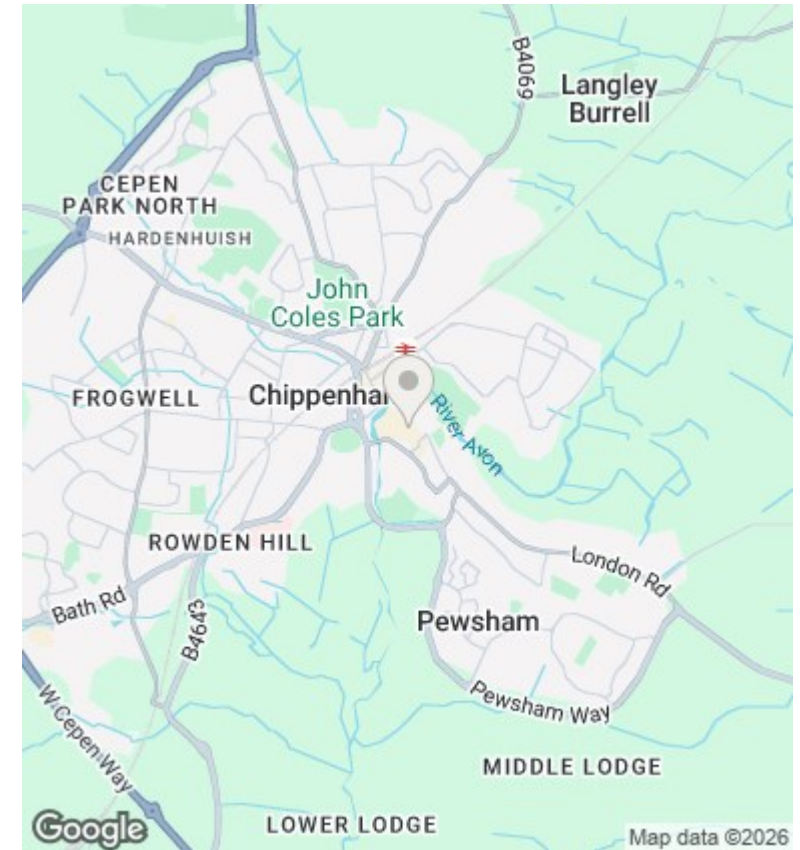 B4069
Langley
Burrell
CEPEN
PARK NORTH
HARDENHUISH
John
Coles Park
FROGWELL
Chippenha
River Avon
ROWDEN HILL
London Rd
Bath Rd
B4643
Pewsham
Pewsham Way
W Cepen Way
MIDDLE LODGE
LOWER LODGE
Google
Map data ©2026